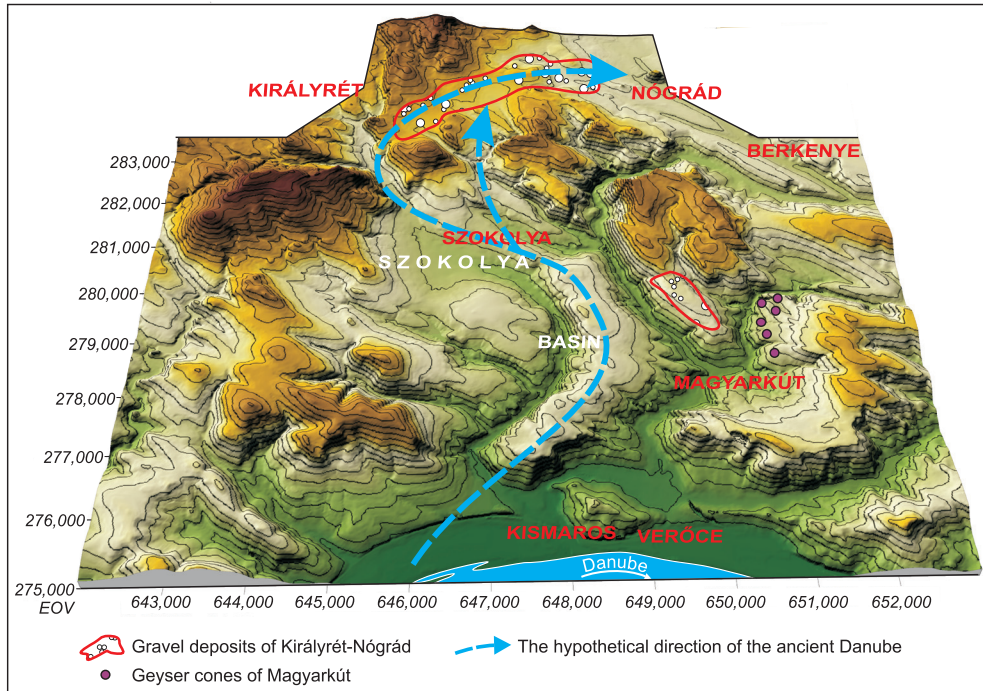 KIRÁLYRÉT
NÓGRÁD
BERKENYE
283,000
282,000
281,000
SZOKOLYA
SZOKOLYA
280,000
BASIN
279,000
MAGYARKÚT
278,000
277,000
276,000
KISMAROS
VERŐCE
Danube
275,000
EOV
643,000 644,000 645,000 646,000 647,000 648,000 649,000 650,000 651,000 652,000
Gravel deposits of Királyrét-Nógrád
The hypothetical direction of the ancient Danube
Geyser cones of Magyarkút